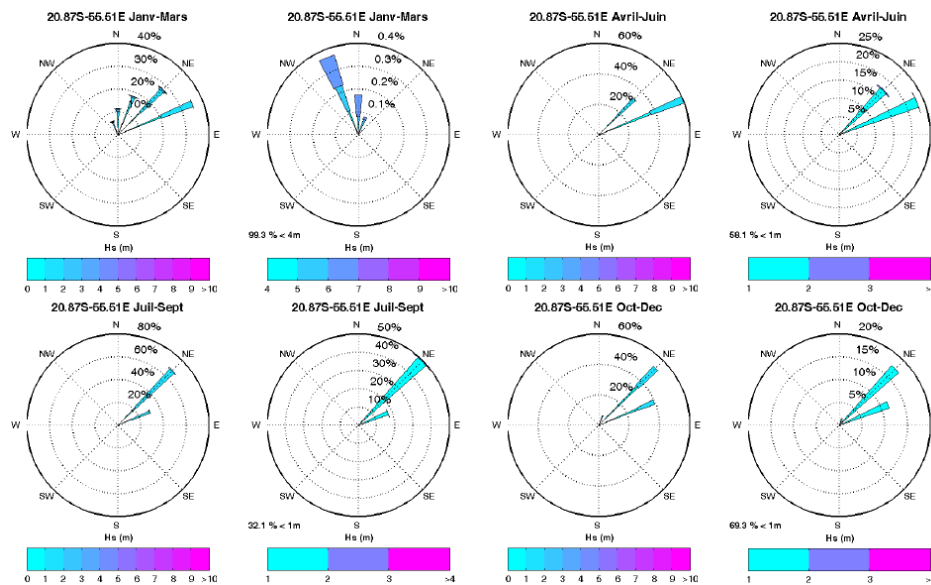 20.87S-55.51E Janv-Mars
20.87S-55.51E Janv-Mars
20.87S-55.51E Avril-Juin
20.87S-55.51E Avril-Juin
N 40%
N 0.4%
N 60%
N 25%
NW 30% NE
NW 0.3% NE
NW 40% NE
NW 20% NE
15%
20%
0.2%
20%
10%
10%
0.1%
5%
W E
W E
W E
W E
SW SE
SW SE
SW SE
SW SE
S
S
S
S
99.3 % < 4m
58.1 % < 1m
Hs (m)
Hs (m)
Hs (m)
Hs (m)
0 1 2 3 4 5 6 7 8 9 >10
4 5 6 7 8 9 >10
0 1 2 3 4 5 6 7 8 9 >10
1 2 3 >
20.87S-55.51E Juil-Sept
20.87S-55.51E Juil-Sept
20.87S-55.51E Oct-Dec
20.87S-55.51E Oct-Dec
N 80%
N 50%
N 60%
N 20%
NW 60% NE
NW 40% NE
NW 40% NE
NW 15% NE
40%
30%
20%
10%
20%
20%
10%
5%
W E
W E
W E
W E
SW SE
SW SE
SW SE
SW SE
S
S
S
S
32.1 % < 1m
69.3 % < 1m
Hs (m)
Hs (m)
Hs (m)
Hs (m)
0 1 2 3 4 5 6 7 8 9 >10
1 2 3 >4
0 1 2 3 4 5 6 7 8 9 >10
1 2 3 >